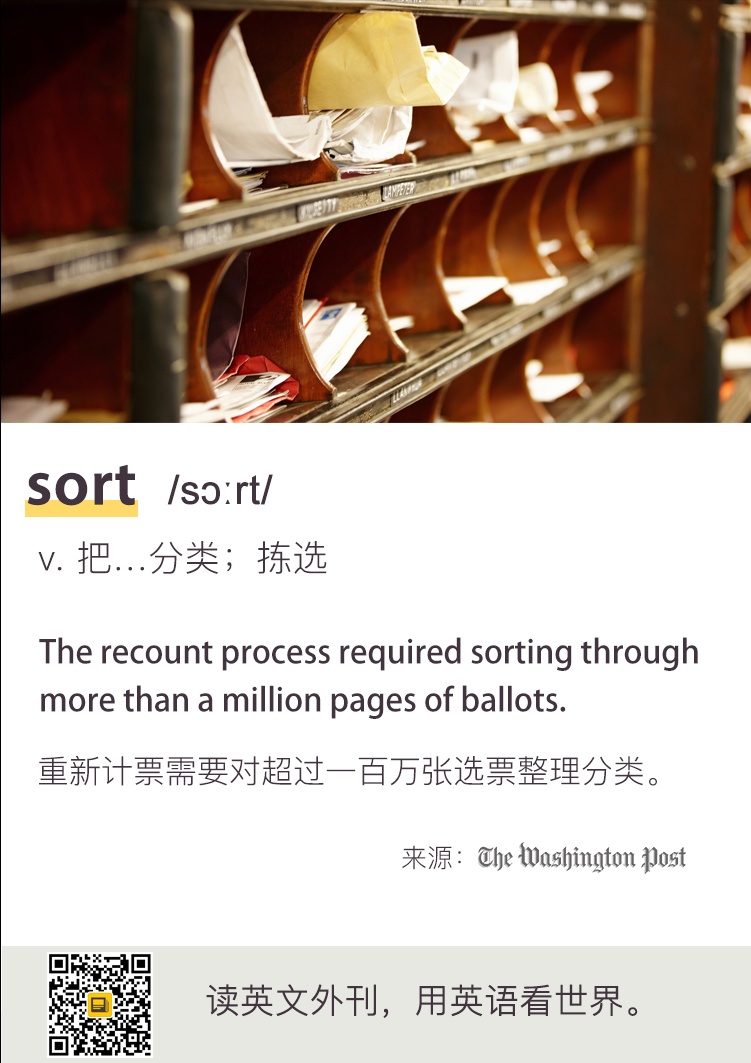 LAMPETER
sort /sɔːrt/
v. 把…分类；拣选
The recount process required sorting through
more than a million pages of ballots.
重新计票需要对超过一百万张选票整理分类。
来源：The Washington Post
读英文外刊，用英语看世界。